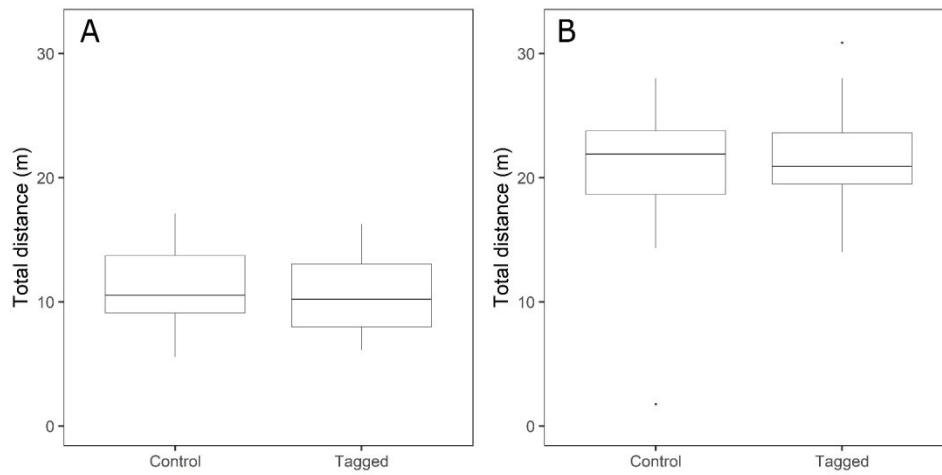 A
Total distance (m)
30
20
10
0
Control
Tagged
B
Total distance (m)
30
20
10
0
Control
Tagged